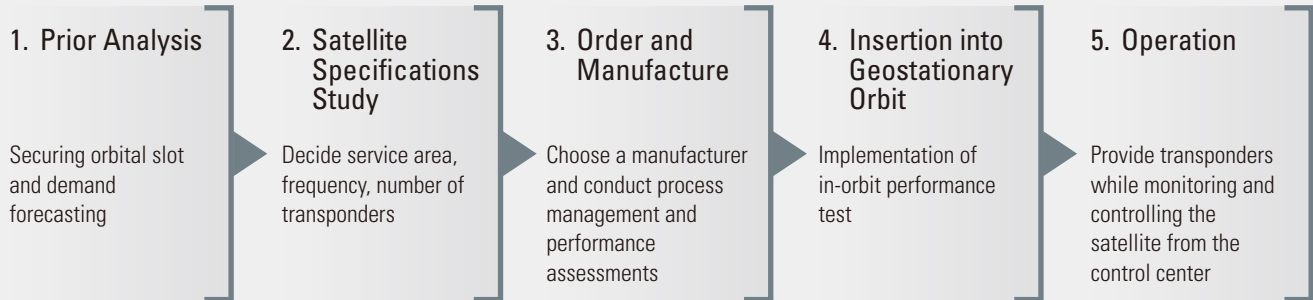 1. Prior Analysis
Securing orbital slot
and demand
forecasting
2. Satellite
Specifications
Study
Decide service area,
frequency, number of
transponders
3. Order and
Manufacture
Choose a manufacturer
and conduct process
management and
performance
assessments
4. Insertion into
Geostationary
Orbit
Implementation of
in-orbit performance
test
5. Operation
Provide transponders
while monitoring and
controlling the
satellite from the
control center